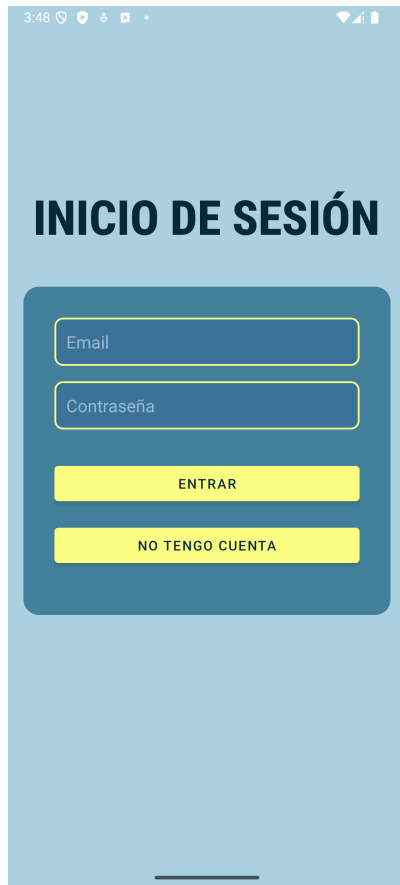 3:48
INICIO DE SESIÓN
Email
Contraseña
ENTRAR
NO TENGO CUENTA